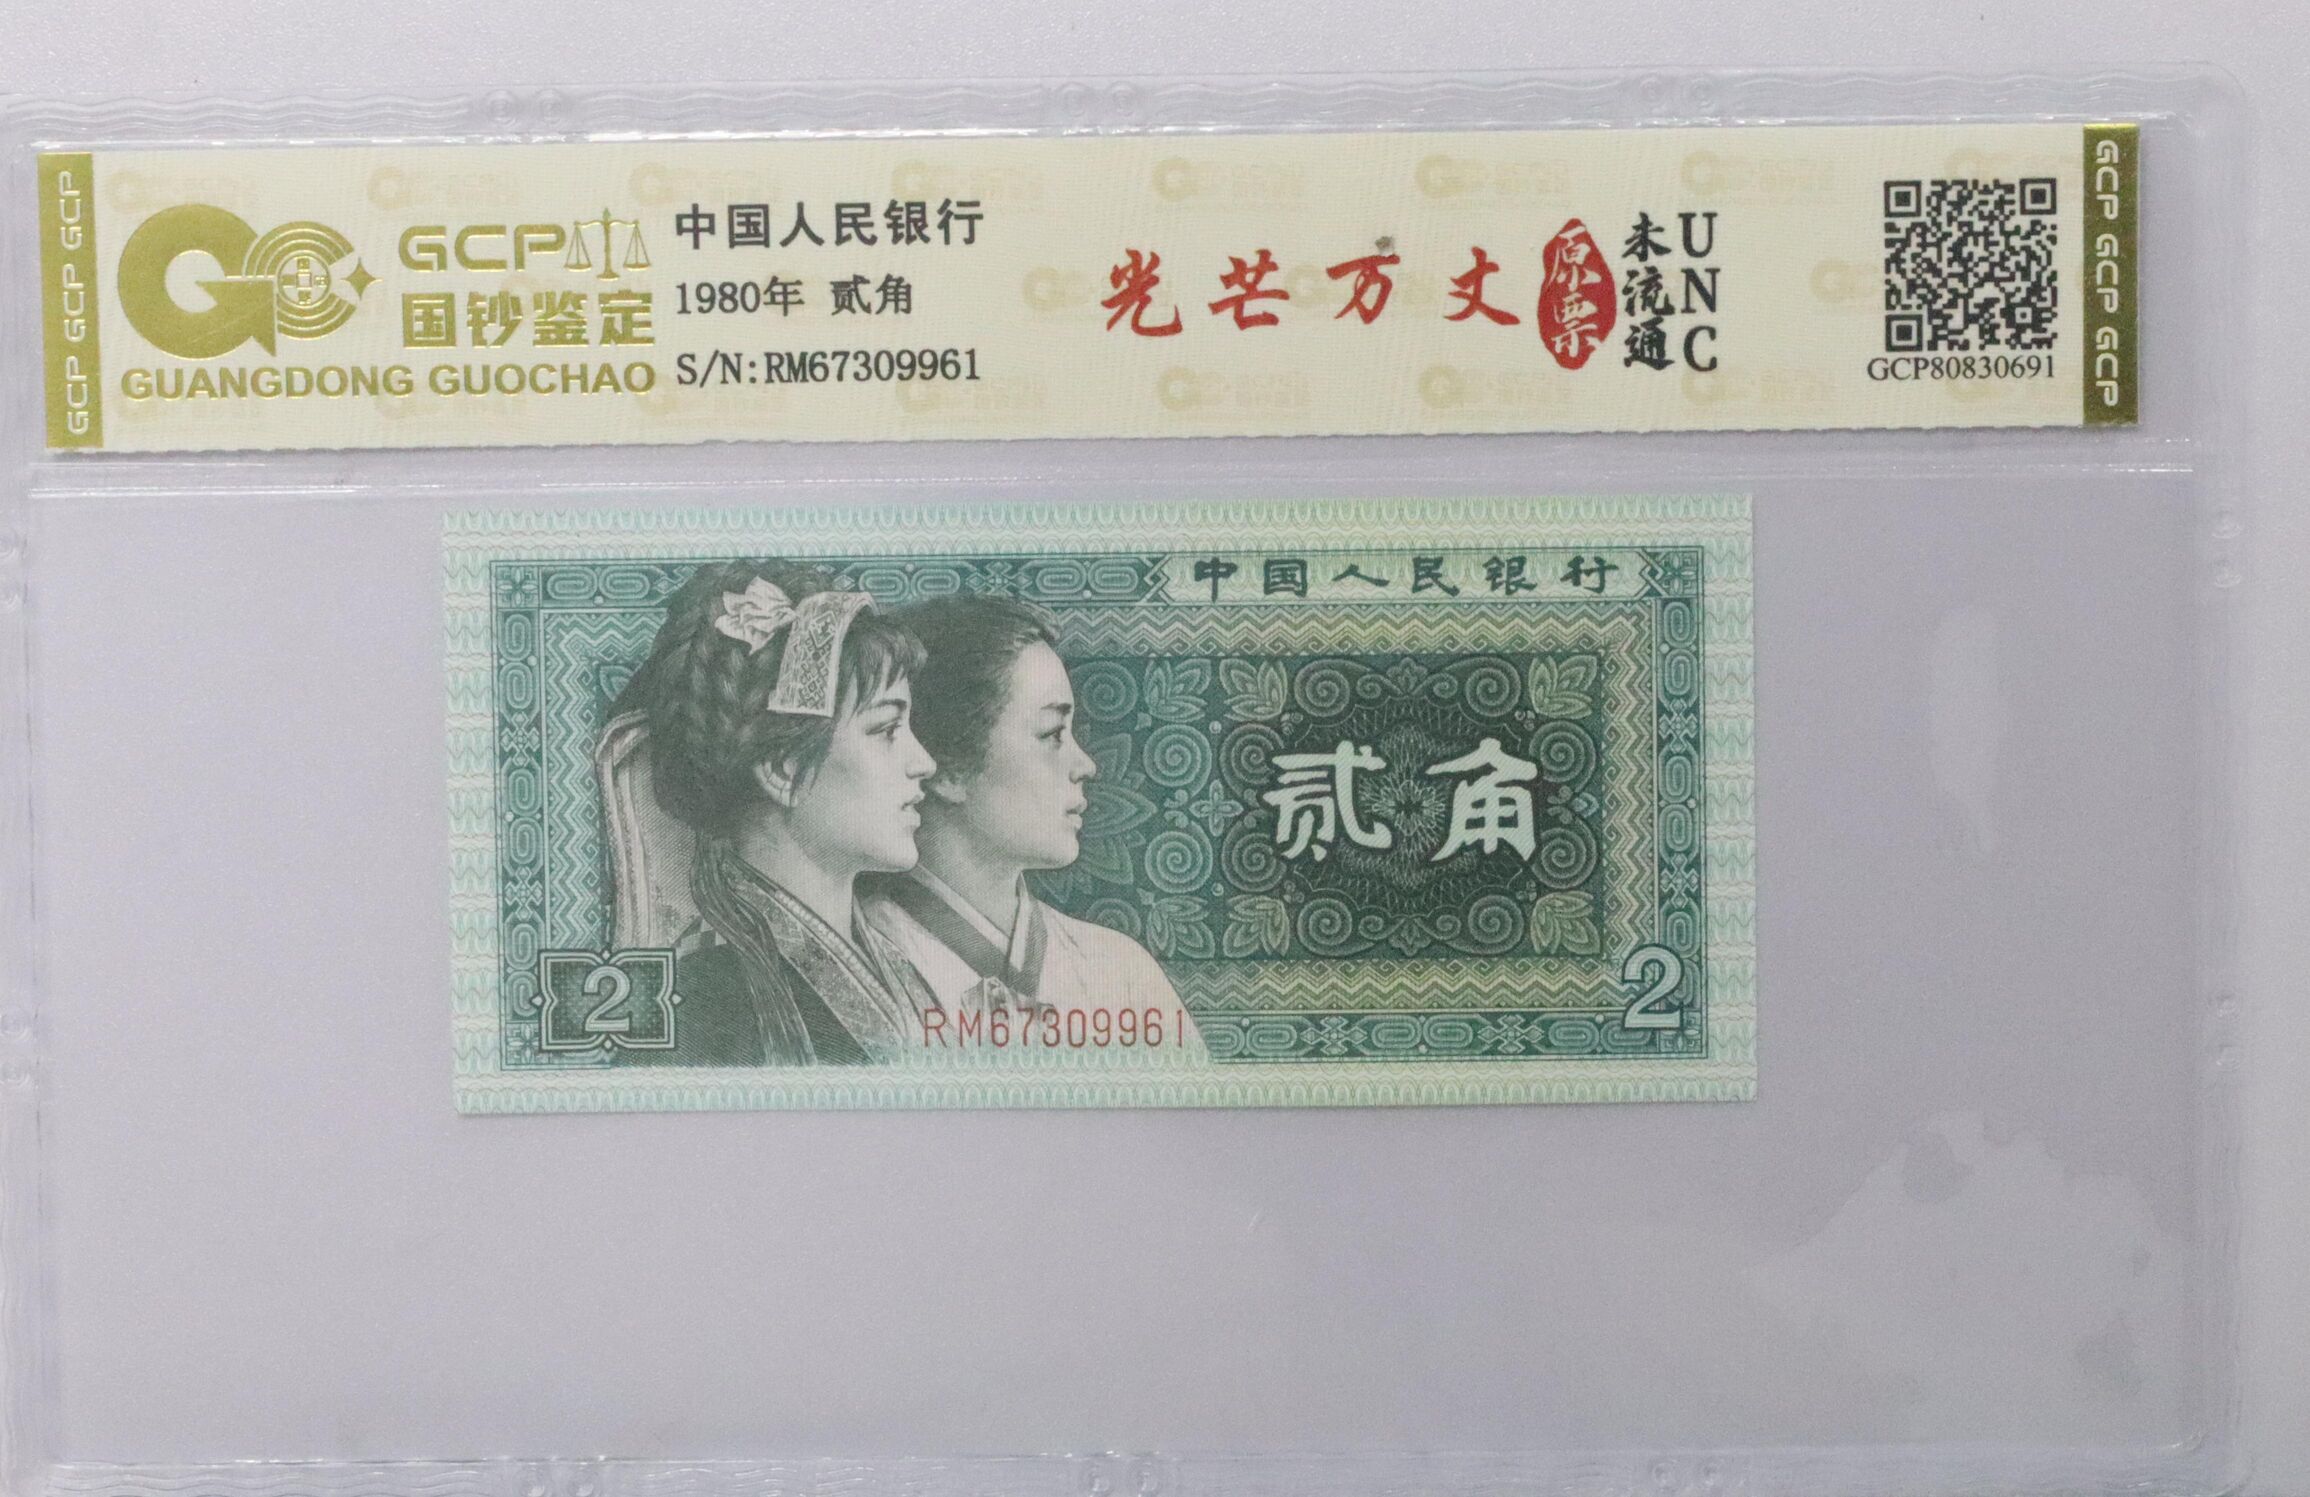 GCP GCP GCP
GCP
国钞鉴定
GUANGDONG GUOCHAO
中国人民银行
1980年 贰角
S/N:RM67309961
光芒万丈
原票
未流通
UNC
GCP80830691
GCP GCP GCP
中国人民银行
贰角
2
2
RM67309961